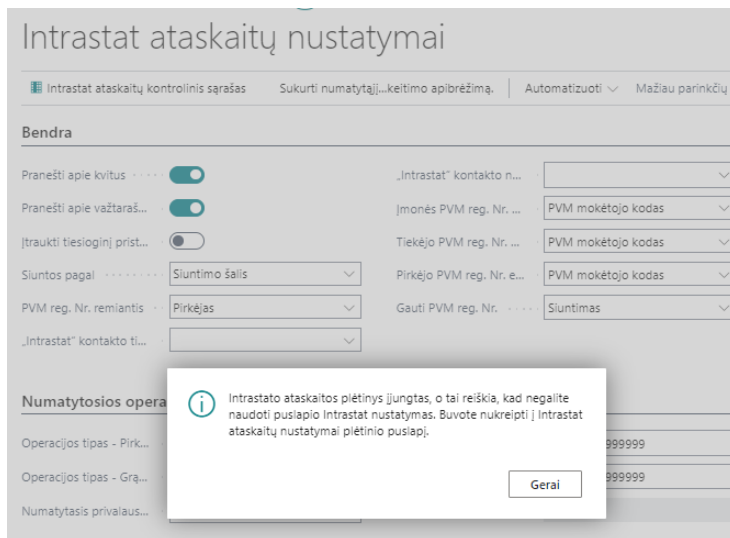 Intrastat ataskaitų nustatymai
Intrastat ataskaitų kontrolinis sąrašas Sukurti numatytąjį...keitimo apibrėžimą. Automatizuoti Mažiau parinkčių
Bendra
Pranešti apie kvitus
„Intrastat“ kontakto n...
Pranešti apie važtaraš...
Įmonės PVM reg. Nr. ... PVM mokėtojo kodas
Įtraukti tiesioginį prist...
Tiekėjo PVM reg. Nr. ... PVM mokėtojo kodas
Siuntos pagal Siuntimo šalis
Pirkėjo PVM reg. Nr. e... PVM mokėtojo kodas
PVM reg. Nr. remiantis Pirkėjas
Gauti PVM reg. Nr. Siuntimas
„Intrastat“ kontakto ti...
Numatytosios opera
Intrastato ataskaitos plėtinys įjungtas, o tai reiškia, kad negalite
naudoti puslapio Intrastat nustatymas. Buvote nukreipti į Intrastat
ataskaitų nustatymai plėtinio puslapį.
Gerai
Operacijos tipas - Pirk...
999999
Operacijos tipas - Grą...
999999
Numatytasis privalaus...